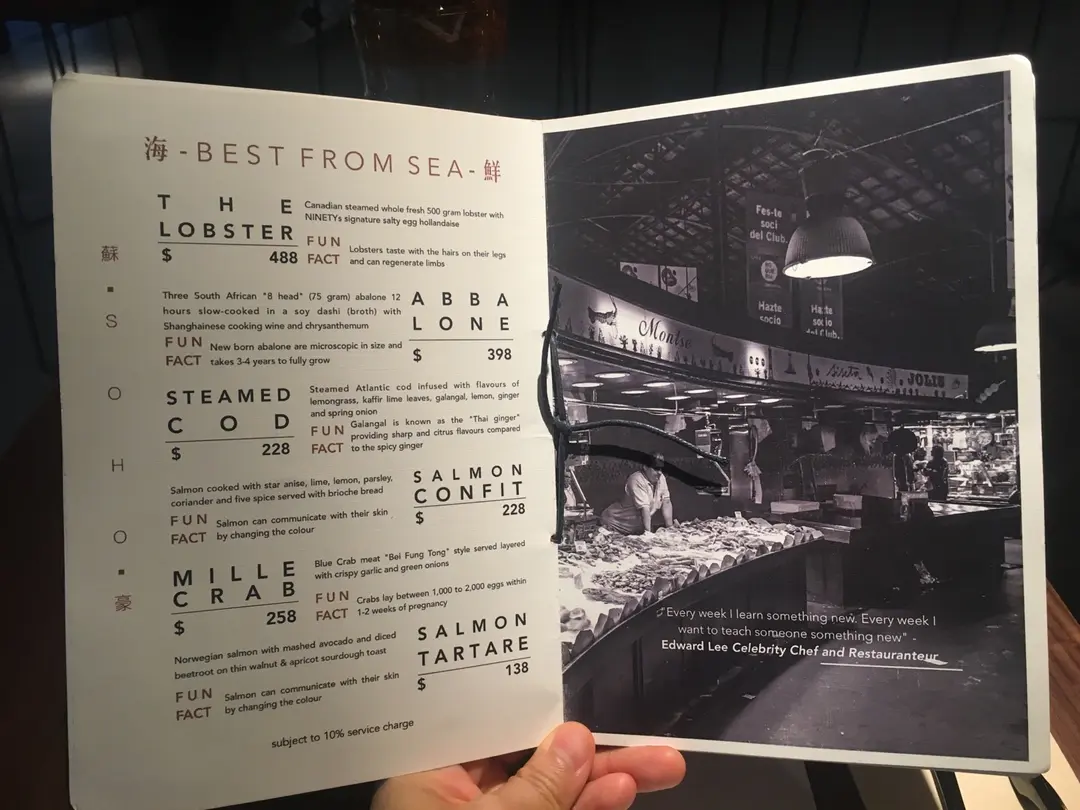 海 - BEST FROM SEA - 鮮
THE
LOBSTER
$ 488
Canadian steamed whole fresh 500 gram lobster with
NINETYs signature salty egg hollandaise
FUN
FACT
Lobsters taste with the hairs on their legs
and can regenerate limbs
Three South African "8 head" (75 gram) abalone 12
hours slow-cooked in a soy dashi (broth) with
Shanghainese cooking wine and chrysanthemum
FUN
FACT
New born abalone are microscopic in size and
takes 3-4 years to fully grow
ABBA
LONE
$ 398
STEAMED
COD
$ 228
Steamed Atlantic cod infused with flavours of
lemongrass, kaffir lime leaves, galangal, lemon, ginger
and spring onion
FUN
FACT
Galangal is known as the "Thai ginger"
providing sharp and citrus flavours compared
to the spicy ginger
Salmon cooked with star anise, lime, lemon, parsley,
coriander and five spice served with brioche bread
FUN
FACT
Salmon can communicate with their skin
by changing the colour
SALMON
CONFIT
$ 228
MILLE
CRAB
$ 258
Blue Crab meat "Bei Fung Tong" style served layered
with crispy garlic and green onions
FUN
FACT
Crabs lay between 1,000 to 2,000 eggs within
1-2 weeks of pregnancy
Norwegian salmon with mashed avocado and diced
beetroot on thin walnut & apricot sourdough toast
FUN
FACT
Salmon can communicate with their skin
by changing the colour
SALMON
TARTARE
$ 138
subject to 10% service charge
蘇 ▪ SOHO ▪ 豪
Fes-te
soci
del Club.
Hazte
socio
Hazte
socio
del Club.
Montse
JOLIS
"Every week I learn something new. Every week I
want to teach someone something new" -
Edward Lee Celebrity Chef and Restauranteur